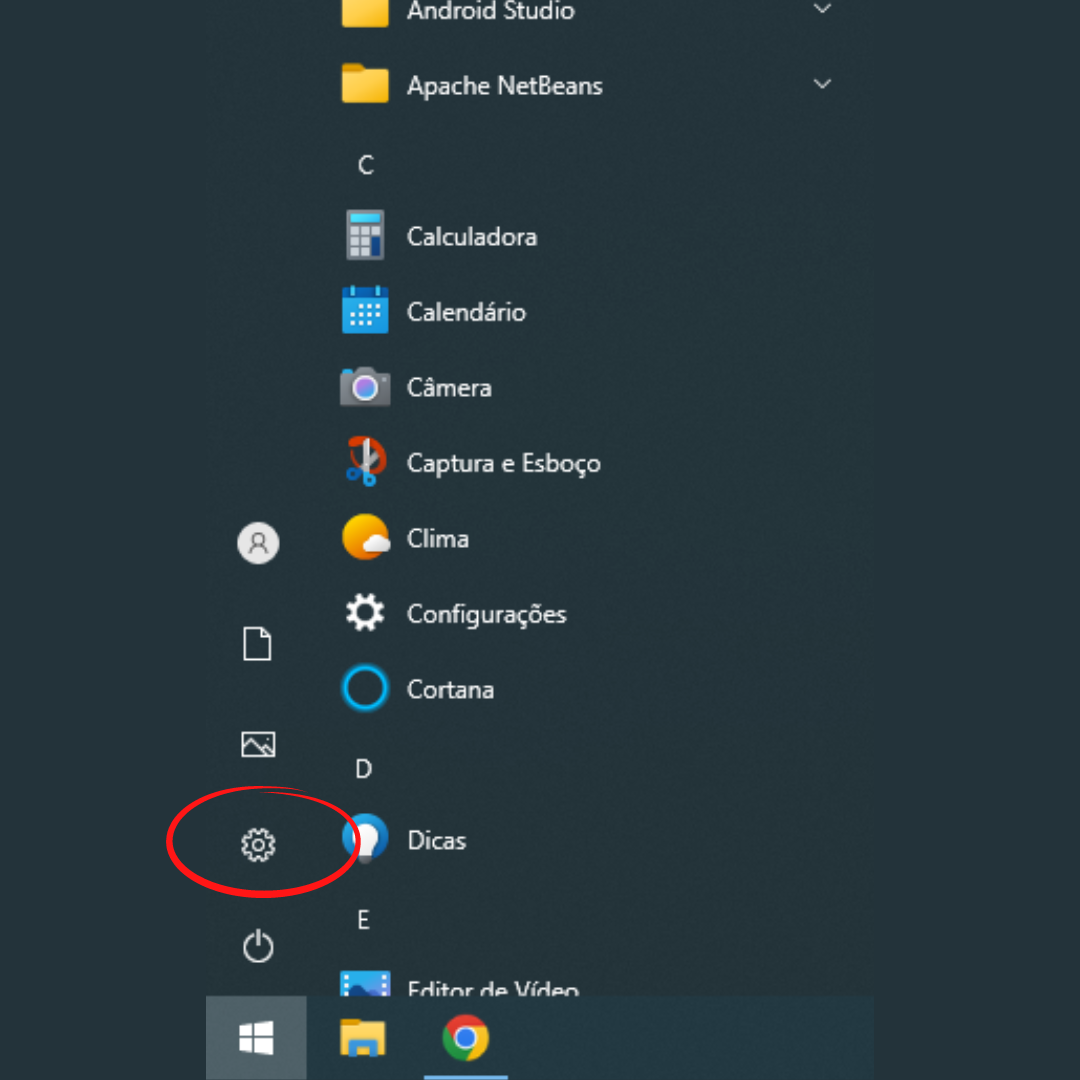 Android Studio
Apache NetBeans
C
Calculadora
Calendário
Câmera
Captura e Esboço
Clima
Configurações
Cortana
D
Dicas
E
Editor de Vídeo